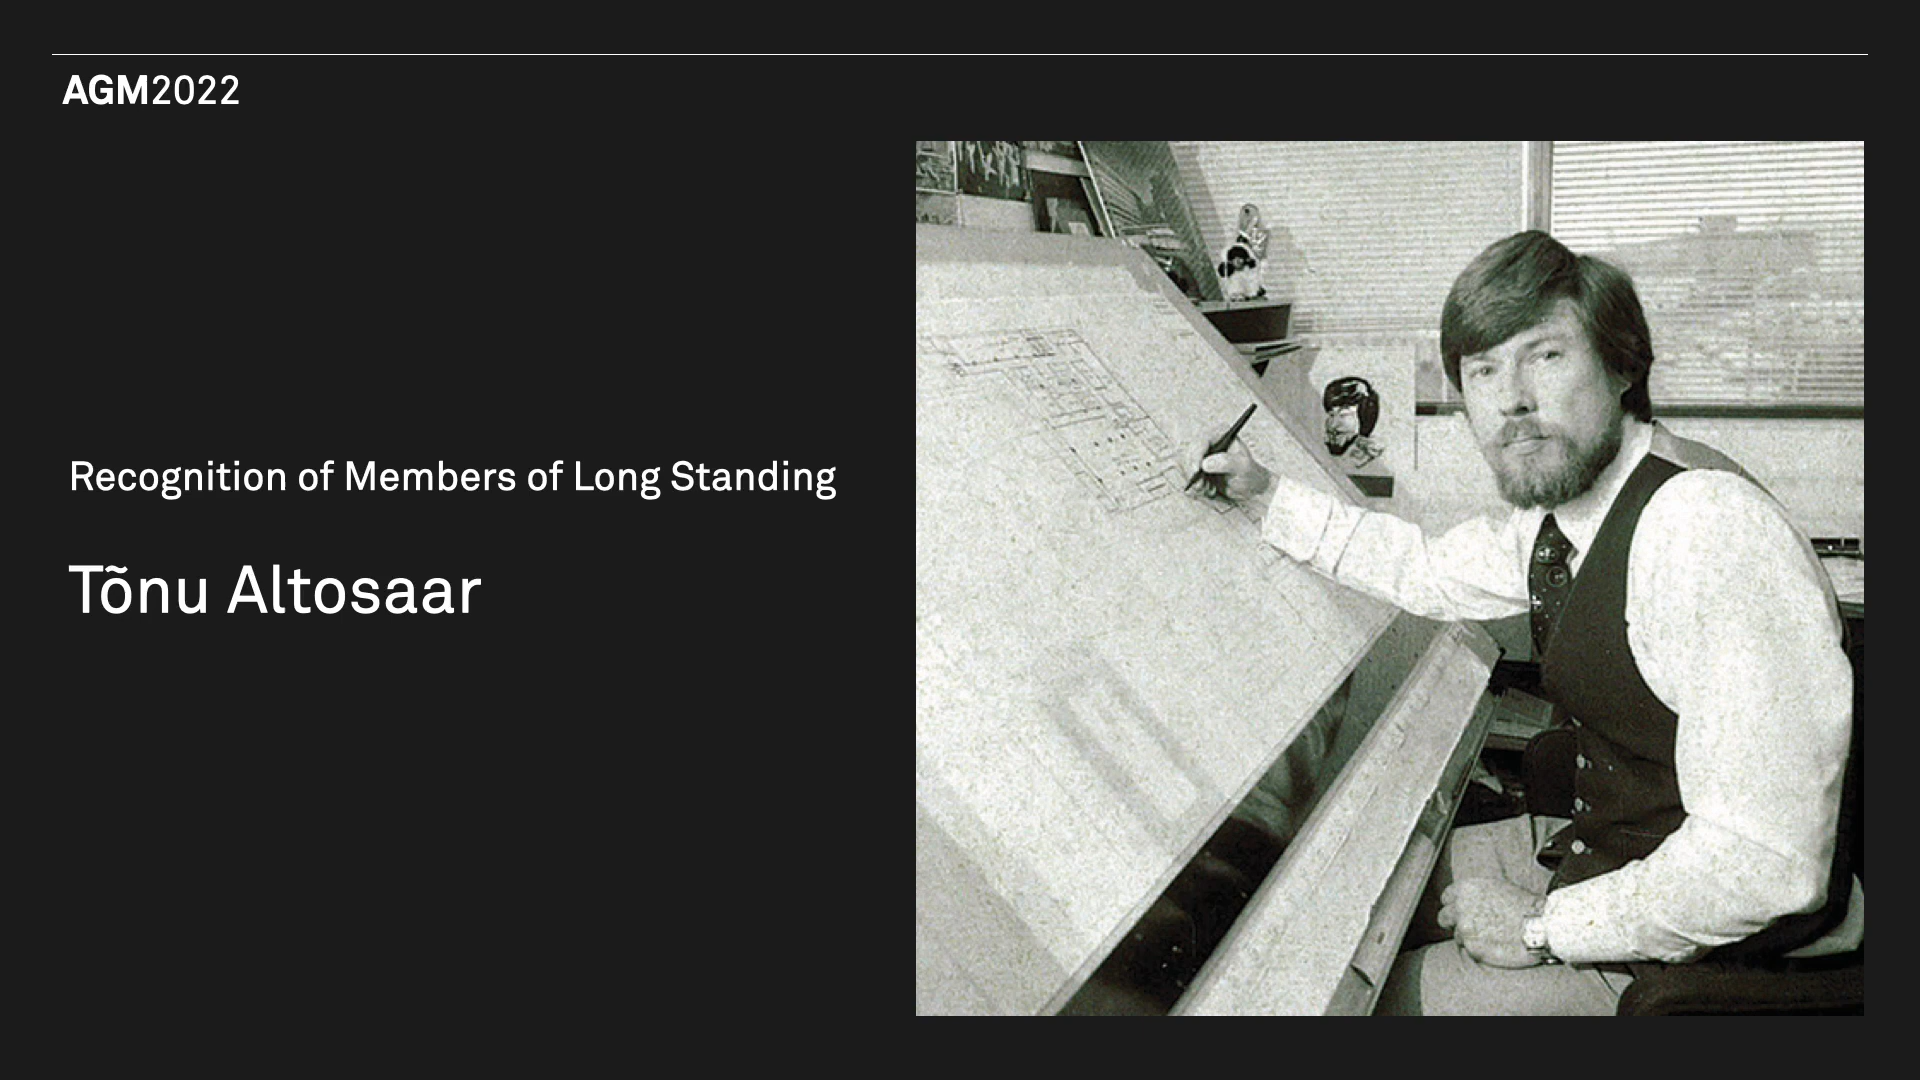 AGM2022
Recognition of Members of Long Standing
Tõnu Altosaar